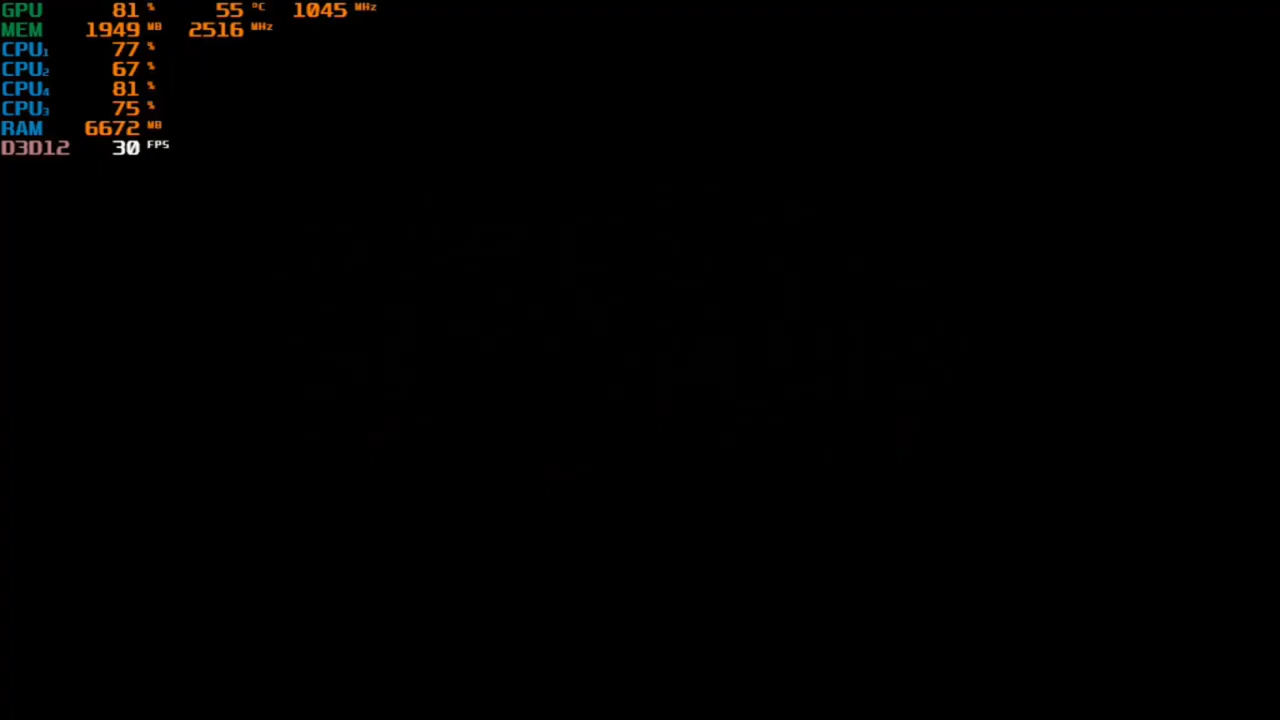 GPU 81 % 55 °C 1045 MHz
MEM 1949 MB 2516 MHz
CPU₁ 77 %
CPU₂ 67 %
CPU₄ 81 %
CPU₃ 75 %
RAM 6672 MB
D3D12 30 FPS